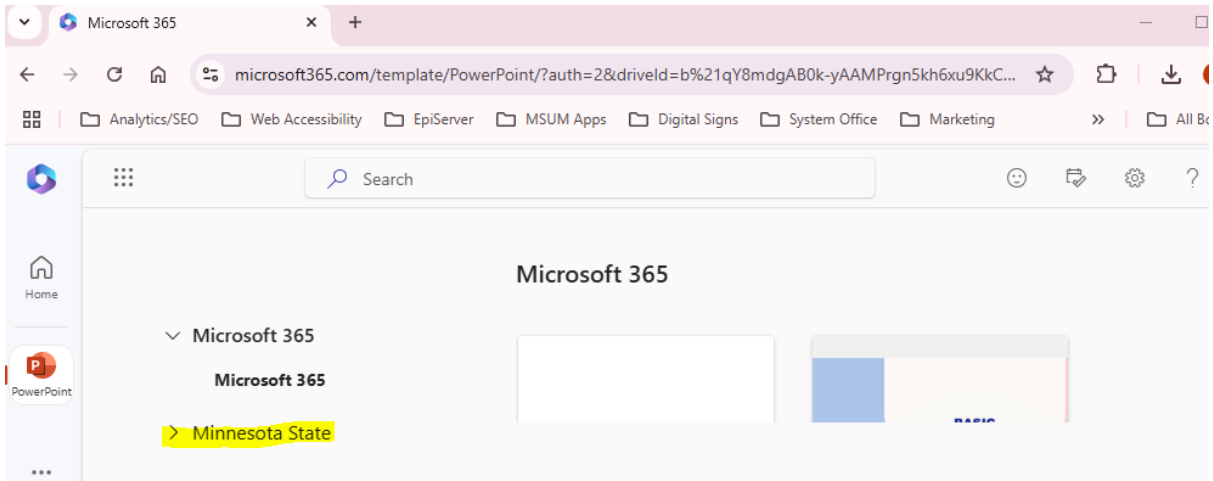 Microsoft 365
microsoft365.com/template/PowerPoint/?auth=2&driveId=b%21qY8mdgAB0k-yAAMPrgn5kh6xu9KkC...
Analytics/SEO Web Accessibility EpiServer MSUM Apps Digital Signs System Office Marketing » All Bo
Search
Home
Microsoft 365
Microsoft 365
Microsoft 365
PowerPoint
Minnesota State
BASIC